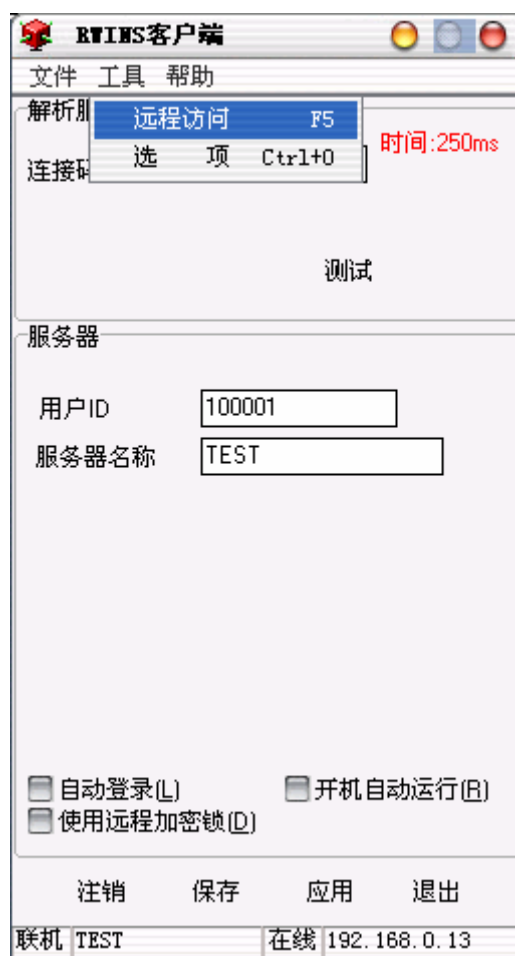 RWINS客户端
文件 工具 帮助
解析服
远程访问 F5
时间:250ms
连接码
选 项 Ctrl+O
测试
服务器
用户ID 100001
服务器名称 TEST
自动登录(L) 开机自动运行(R)
使用远程加密锁(D)
注销 保存 应用 退出
联机 TEST 在线 192.168.0.13